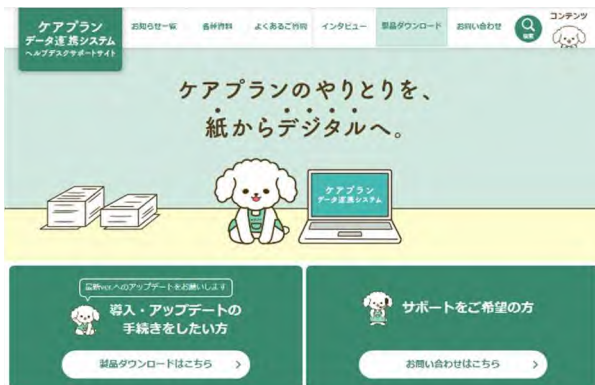 ケアプラン
データ連携システム
ヘルプデスクサポートサイト
お知らせ一覧
各種資料
よくあるご質問
インタビュー
製品ダウンロード
お問い合わせ
検索
コンテンツ
ケアプランのやりとりを、
紙からデジタルへ。
ケアプラン
データ連携システム
最新ver.へのアップデートをお願いします
導入・アップデートの
手続きをしたい方
製品ダウンロードはこちら
サポートをご希望の方
お問い合わせはこちら